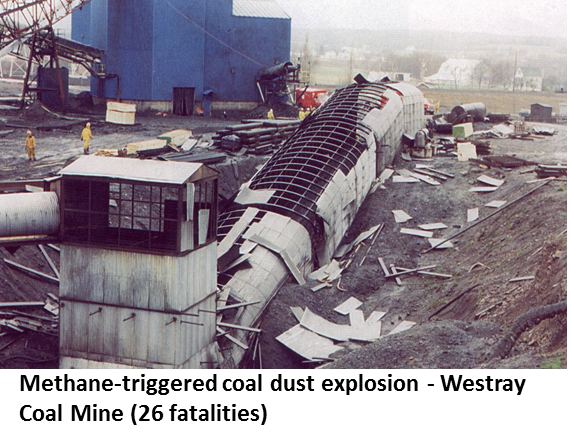 Methane-triggered coal dust explosion - Westray
Coal Mine (26 fatalities)